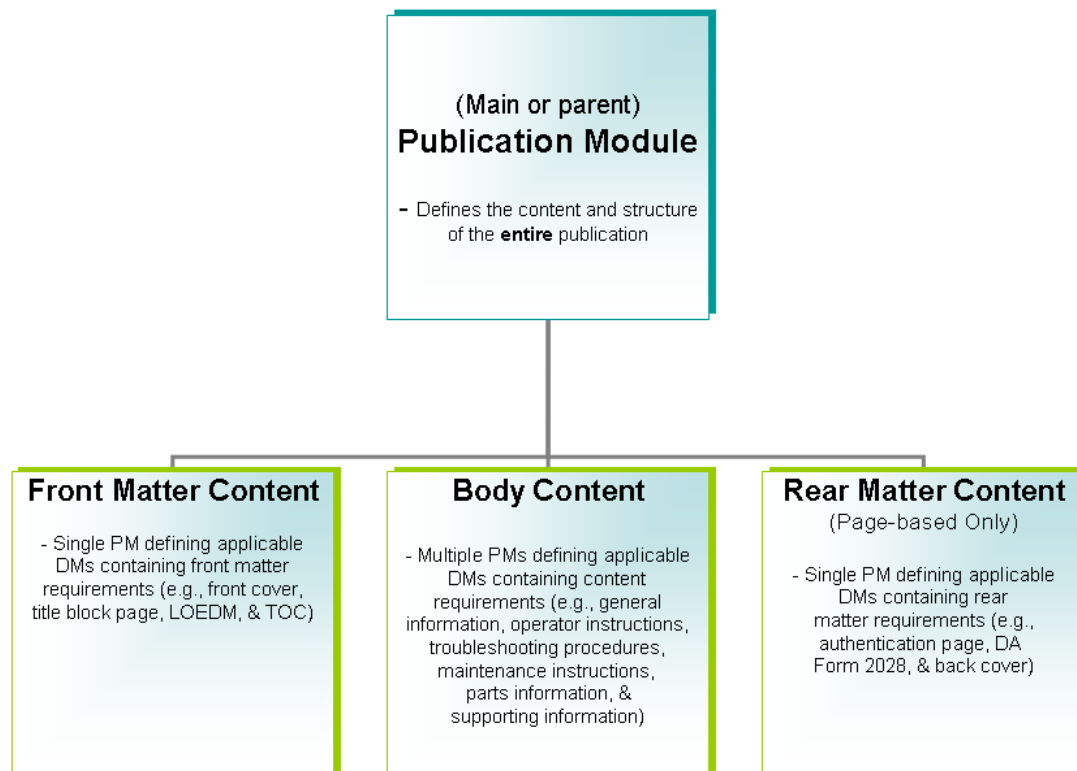 (Main or parent)
Publication Module
- Defines the content and structure
of the entire publication
Front Matter Content
- Single PM defining applicable
DMs containing front matter
requirements (e.g., front cover,
title block page, LOEDM, & TOC)
Body Content
- Multiple PMs defining applicable
DMs containing content
requirements (e.g., general
information, operator instructions,
troubleshooting procedures,
maintenance instructions,
parts information, &
supporting information)
Rear Matter Content
(Page-based Only)
- Single PM defining applicable
DMs containing rear
matter requirements (e.g.,
authentication page, DA
Form 2028, & back cover)